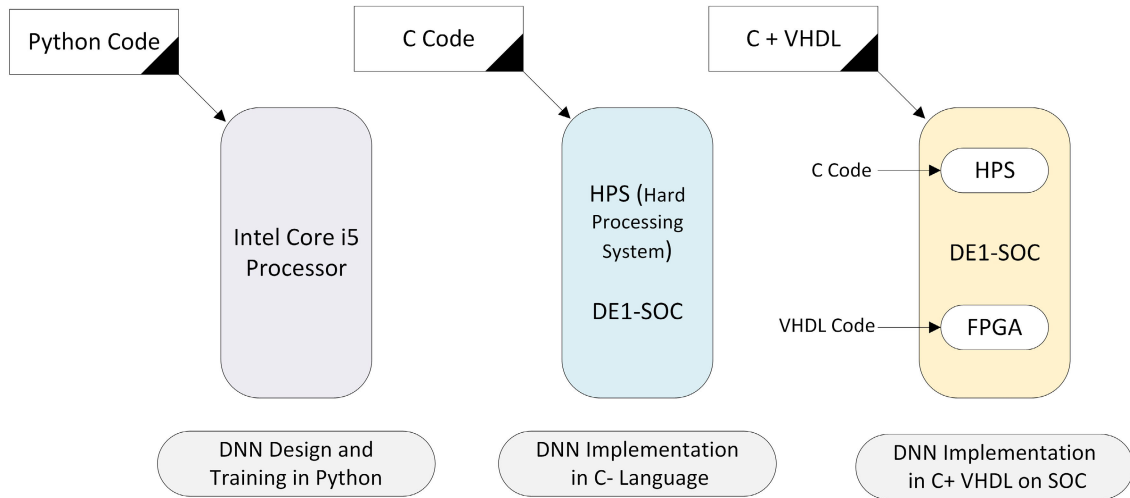 Python Code
C Code
C + VHDL
Intel Core i5
Processor
HPS (Hard
Processing
System)
DE1-SOC
C Code
HPS
DE1-SOC
VHDL Code
FPGA
DNN Design and
Training in Python
DNN Implementation
in C- Language
DNN Implementation
in C+ VHDL on SOC